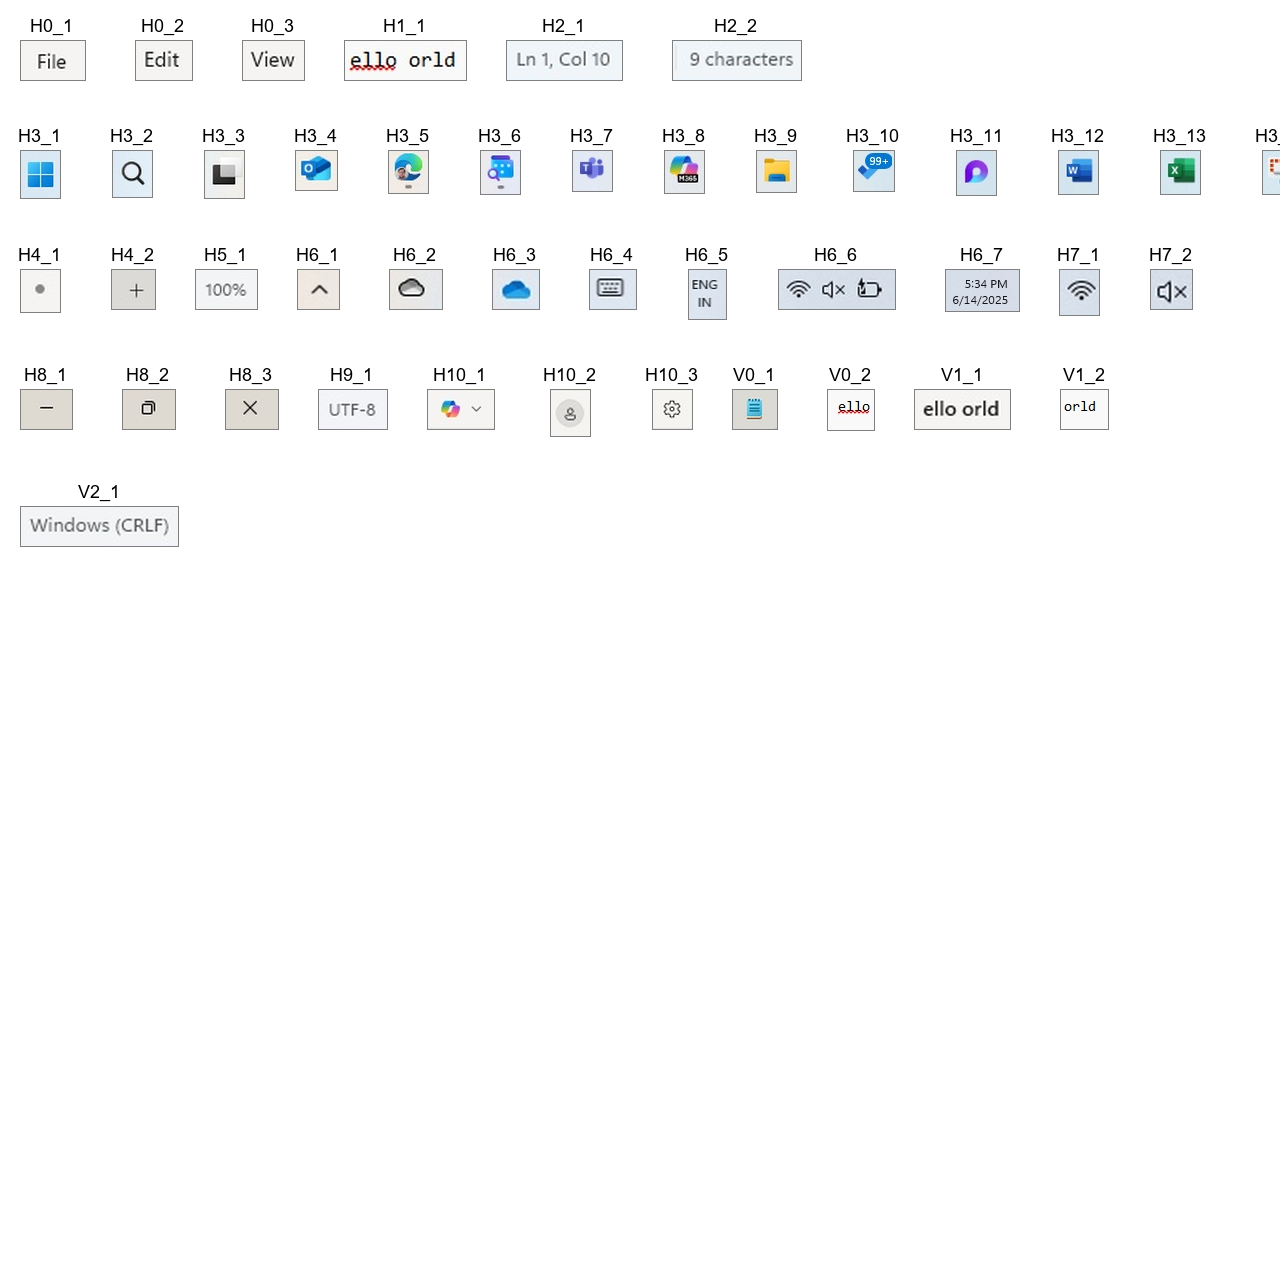 H0_1 H0_2 H0_3 H1_1 H2_1 H2_2
File Edit View ello orld Ln 1, Col 10 9 characters
H3_1 H3_2 H3_3 H3_4 H3_5 H3_6 H3_7 H3_8 H3_9 H3_10 H3_11 H3_12 H3_13 H3_
M365 99+ W X
H4_1 H4_2 H5_1 H6_1 H6_2 H6_3 H6_4 H6_5 H6_6 H6_7 H7_1 H7_2
100% ENG 5:34 PM
IN 6/14/2025
H8_1 H8_2 H8_3 H9_1 H10_1 H10_2 H10_3 V0_1 V0_2 V1_1 V1_2
UTF-8 ello ello orld orld
V2_1
Windows (CRLF)